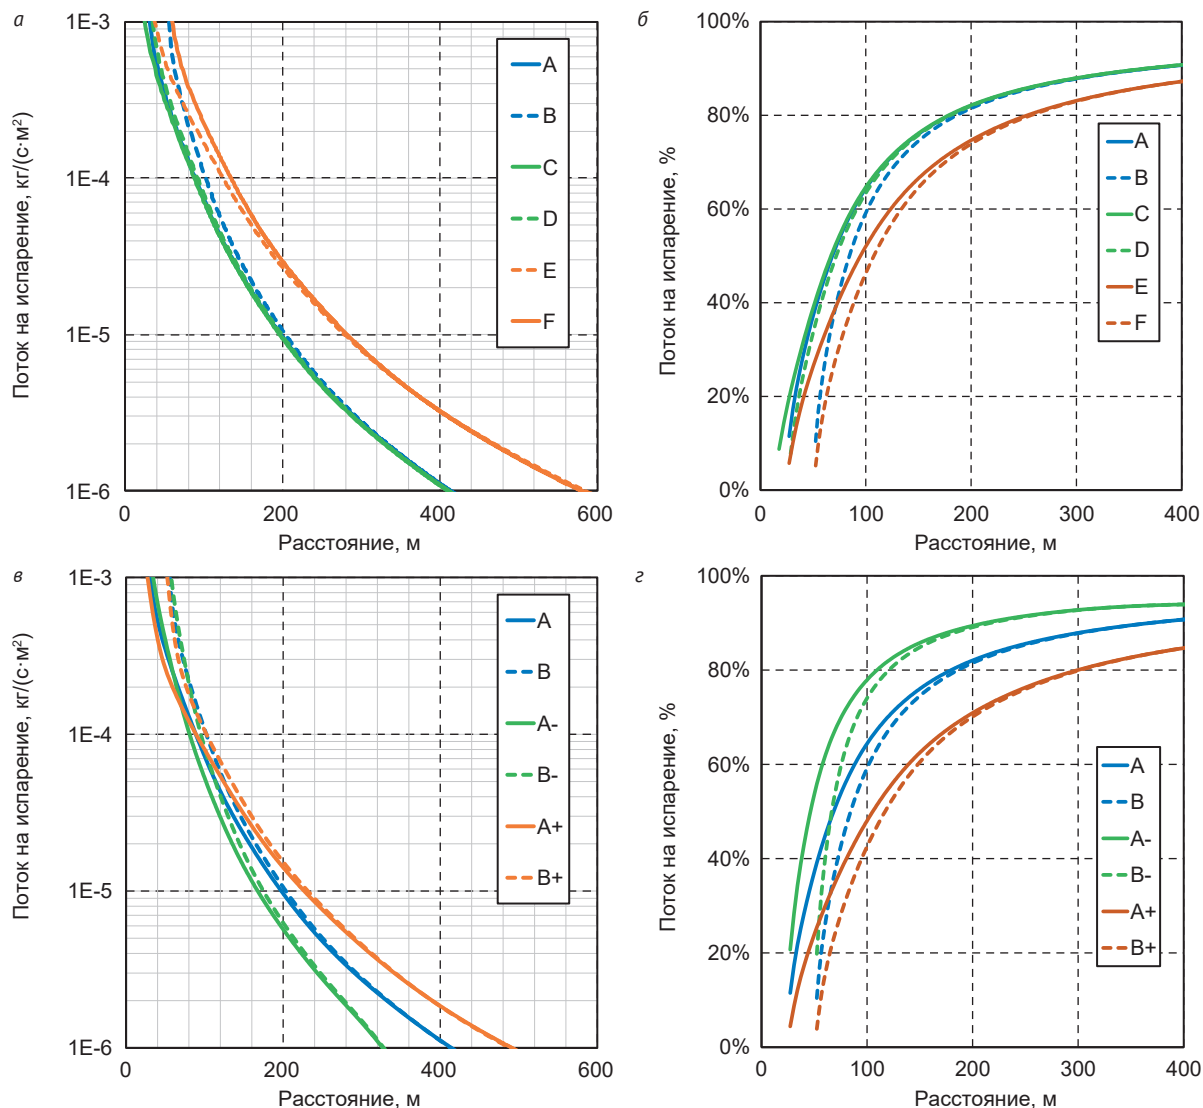 а
1E-3
1E-4
1E-5
1E-6
0
200
400
600
Расстояние, м
Поток на испарение, кг/(с·м²)
A
B
C
D
E
F
б
100%
80%
60%
40%
20%
0%
0
100
200
300
400
Расстояние, м
Поток на испарение, %
A
B
C
D
E
F
в
1E-3
1E-4
1E-5
1E-6
0
200
400
600
Расстояние, м
Поток на испарение, кг/(с·м²)
A
B
A-
B-
A+
B+
г
100%
80%
60%
40%
20%
0%
0
100
200
300
400
Расстояние, м
Поток на испарение, %
A
B
A-
B-
A+
B+